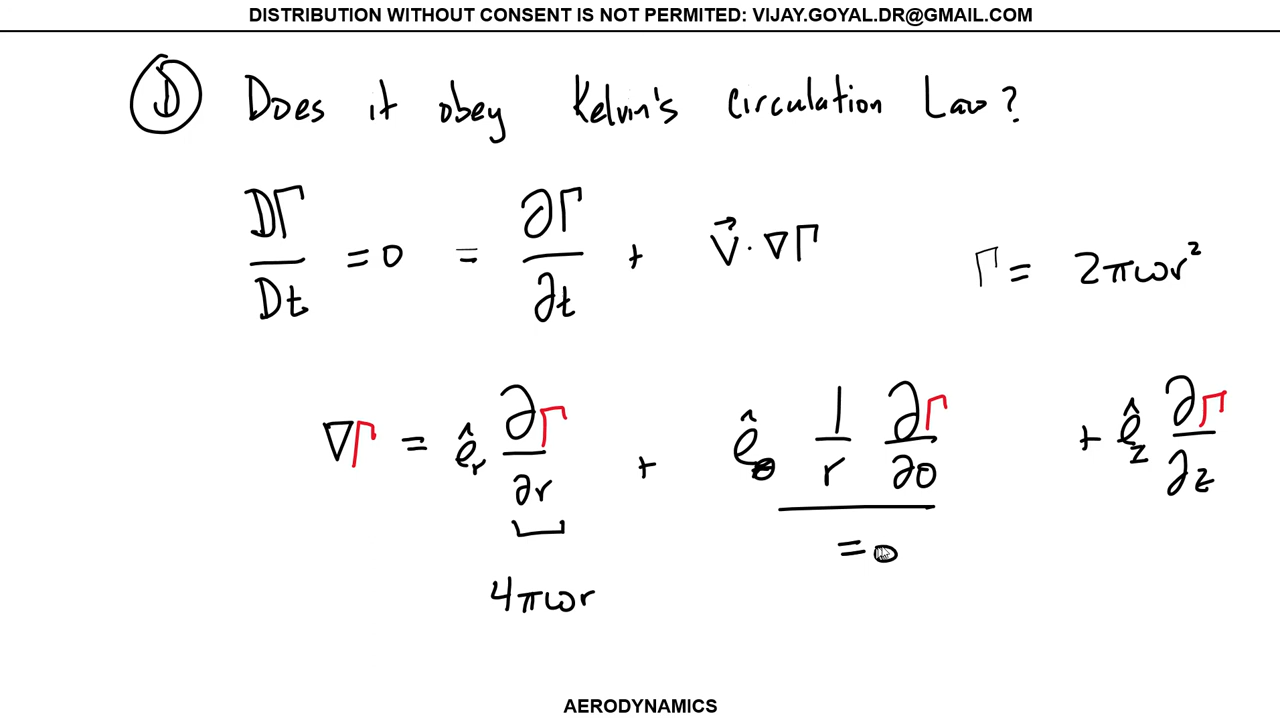 DISTRIBUTION WITHOUT CONSENT IS NOT PERMITED: VIJAY.GOYAL.DR@GMAIL.COM
D Does it obey Kelvin's circulation Law?
DΓ/Dt = 0 = ∂Γ/∂t + V⃗ · ∇Γ
Γ = 2πωr²
∇Γ = ê_r ∂Γ/∂r + ê_θ 1/r ∂Γ/∂θ + ê_z ∂Γ/∂z
= 0
4πωr
AERODYNAMICS